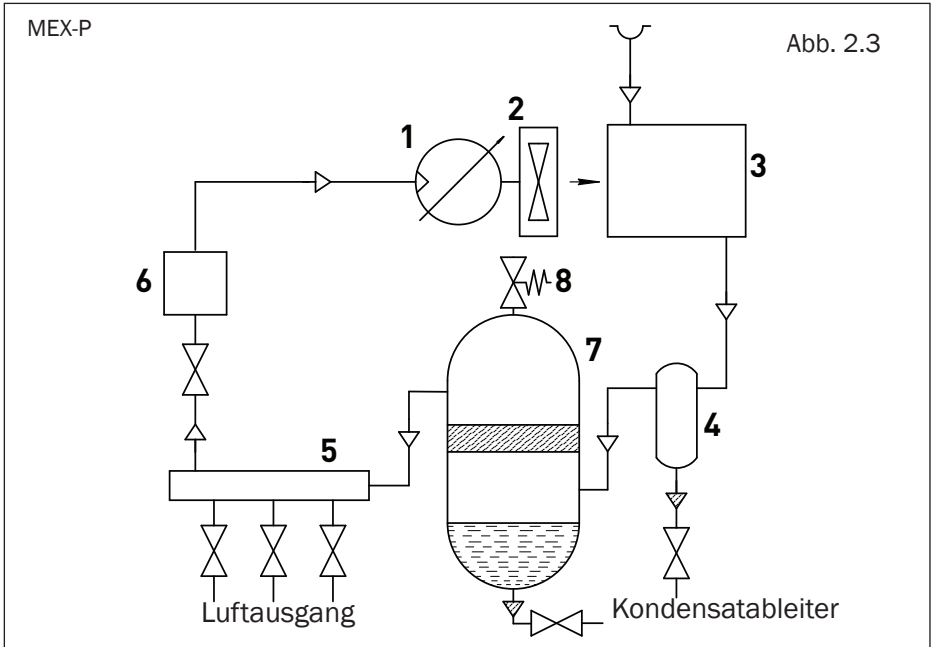 MEX-P
Abb. 2.3
2
1
3
6
8
7
4
5
Luftausgang
Kondensatableiter